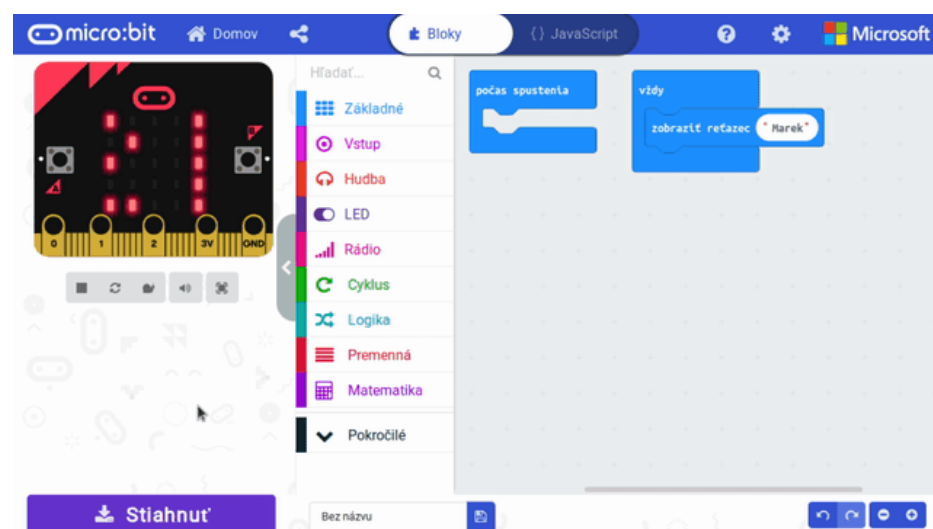 micro:bit Domov Bloky {} JavaScript Microsoft
Hľadať...
Základné
Vstup
Hudba
LED
Rádio
Cyklus
Logika
Premenná
Matematika
Pokročilé
počas spustenia
vždy
zobraziť reťazec "Marek"
B
A
0 1 2 3V GND
Stiahnuť
Bez názvu